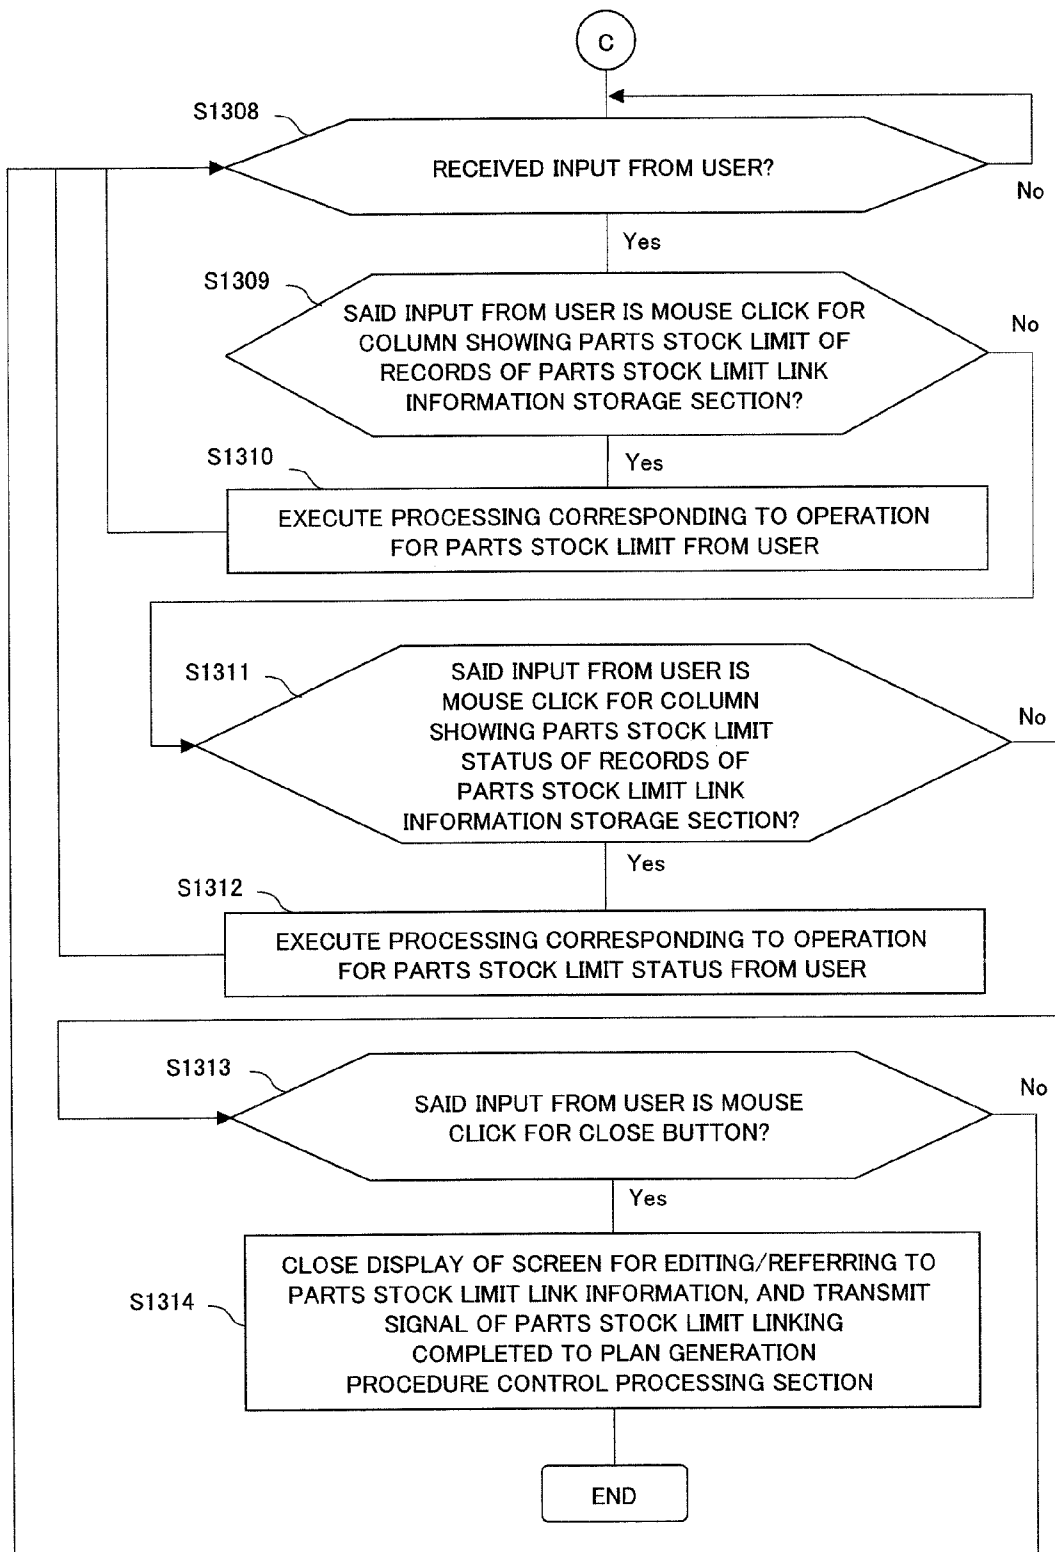 C
S1308
RECEIVED INPUT FROM USER?
No
Yes
S1309
SAID INPUT FROM USER IS MOUSE CLICK FOR
COLUMN SHOWING PARTS STOCK LIMIT OF
RECORDS OF PARTS STOCK LIMIT LINK
INFORMATION STORAGE SECTION?
No
Yes
S1310
EXECUTE PROCESSING CORRESPONDING TO OPERATION
FOR PARTS STOCK LIMIT FROM USER
S1311
SAID INPUT FROM USER IS
MOUSE CLICK FOR COLUMN
SHOWING PARTS STOCK LIMIT
STATUS OF RECORDS OF
PARTS STOCK LIMIT LINK
INFORMATION STORAGE SECTION?
No
Yes
S1312
EXECUTE PROCESSING CORRESPONDING TO OPERATION
FOR PARTS STOCK LIMIT STATUS FROM USER
S1313
SAID INPUT FROM USER IS MOUSE
CLICK FOR CLOSE BUTTON?
No
Yes
S1314
CLOSE DISPLAY OF SCREEN FOR EDITING/REFERRING TO
PARTS STOCK LIMIT LINK INFORMATION, AND TRANSMIT
SIGNAL OF PARTS STOCK LIMIT LINKING
COMPLETED TO PLAN GENERATION
PROCEDURE CONTROL PROCESSING SECTION
END